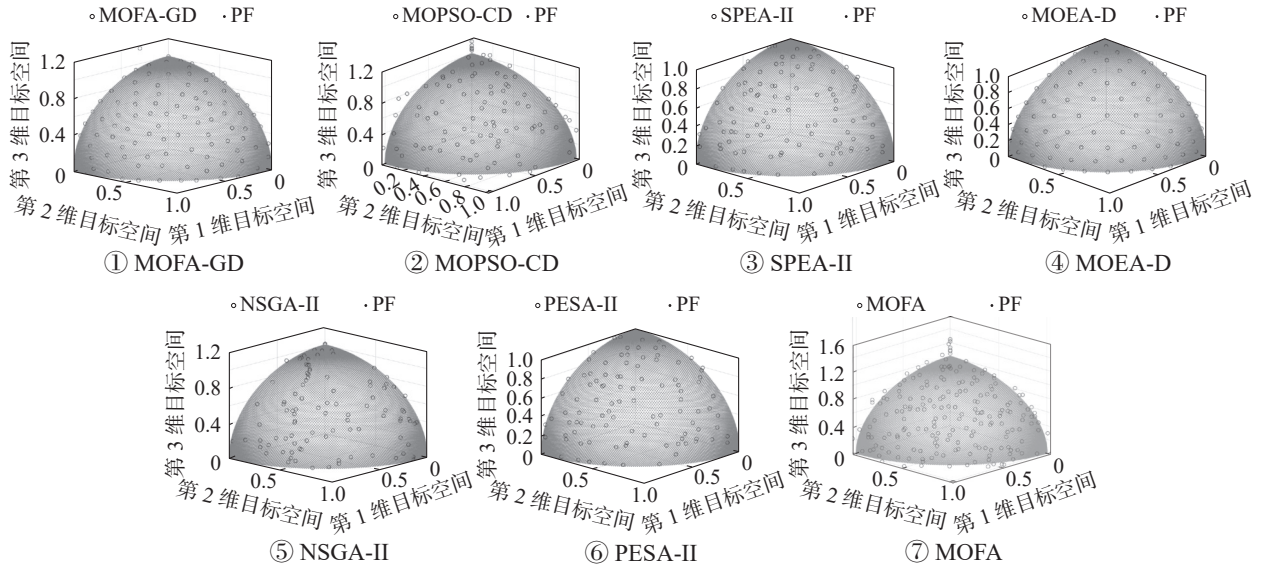 ∘MOFA-GD ·PF
1.2
0.8
0.4
0
0.5
1.0
0.5
0
第 3 维目标空间
第 2 维目标空间
第 1 维目标空间
① MOFA-GD
∘MOPSO-CD ·PF
1.2
0.8
0.4
0
0.2
0.4
0.6
0.8
1.0
1.0
0.5
0
第 3 维目标空间
第 2 维目标空间
第 1 维目标空间
② MOPSO-CD
∘SPEA-II ·PF
1.0
0.8
0.6
0.4
0.2
0
0.5
1.0
0.5
0
第 3 维目标空间
第 2 维目标空间
第 1 维目标空间
③ SPEA-II
∘MOEA-D ·PF
1.0
0.8
0.6
0.4
0.2
0
0.5
1.0
0.5
0
第 3 维目标空间
第 2 维目标空间
第 1 维目标空间
④ MOEA-D
∘NSGA-II ·PF
1.2
0.8
0.4
0
0.5
1.0
0.5
0
第 3 维目标空间
第 2 维目标空间
第 1 维目标空间
⑤ NSGA-II
∘PESA-II ·PF
1.0
0.8
0.6
0.4
0.2
0
0.5
1.0
0.5
0
第 3 维目标空间
第 2 维目标空间
第 1 维目标空间
⑥ PESA-II
∘MOFA ·PF
1.6
1.2
0.8
0.4
0
0.5
1.0
0.5
0
第 3 维目标空间
第 2 维目标空间
第 1 维目标空间
⑦ MOFA